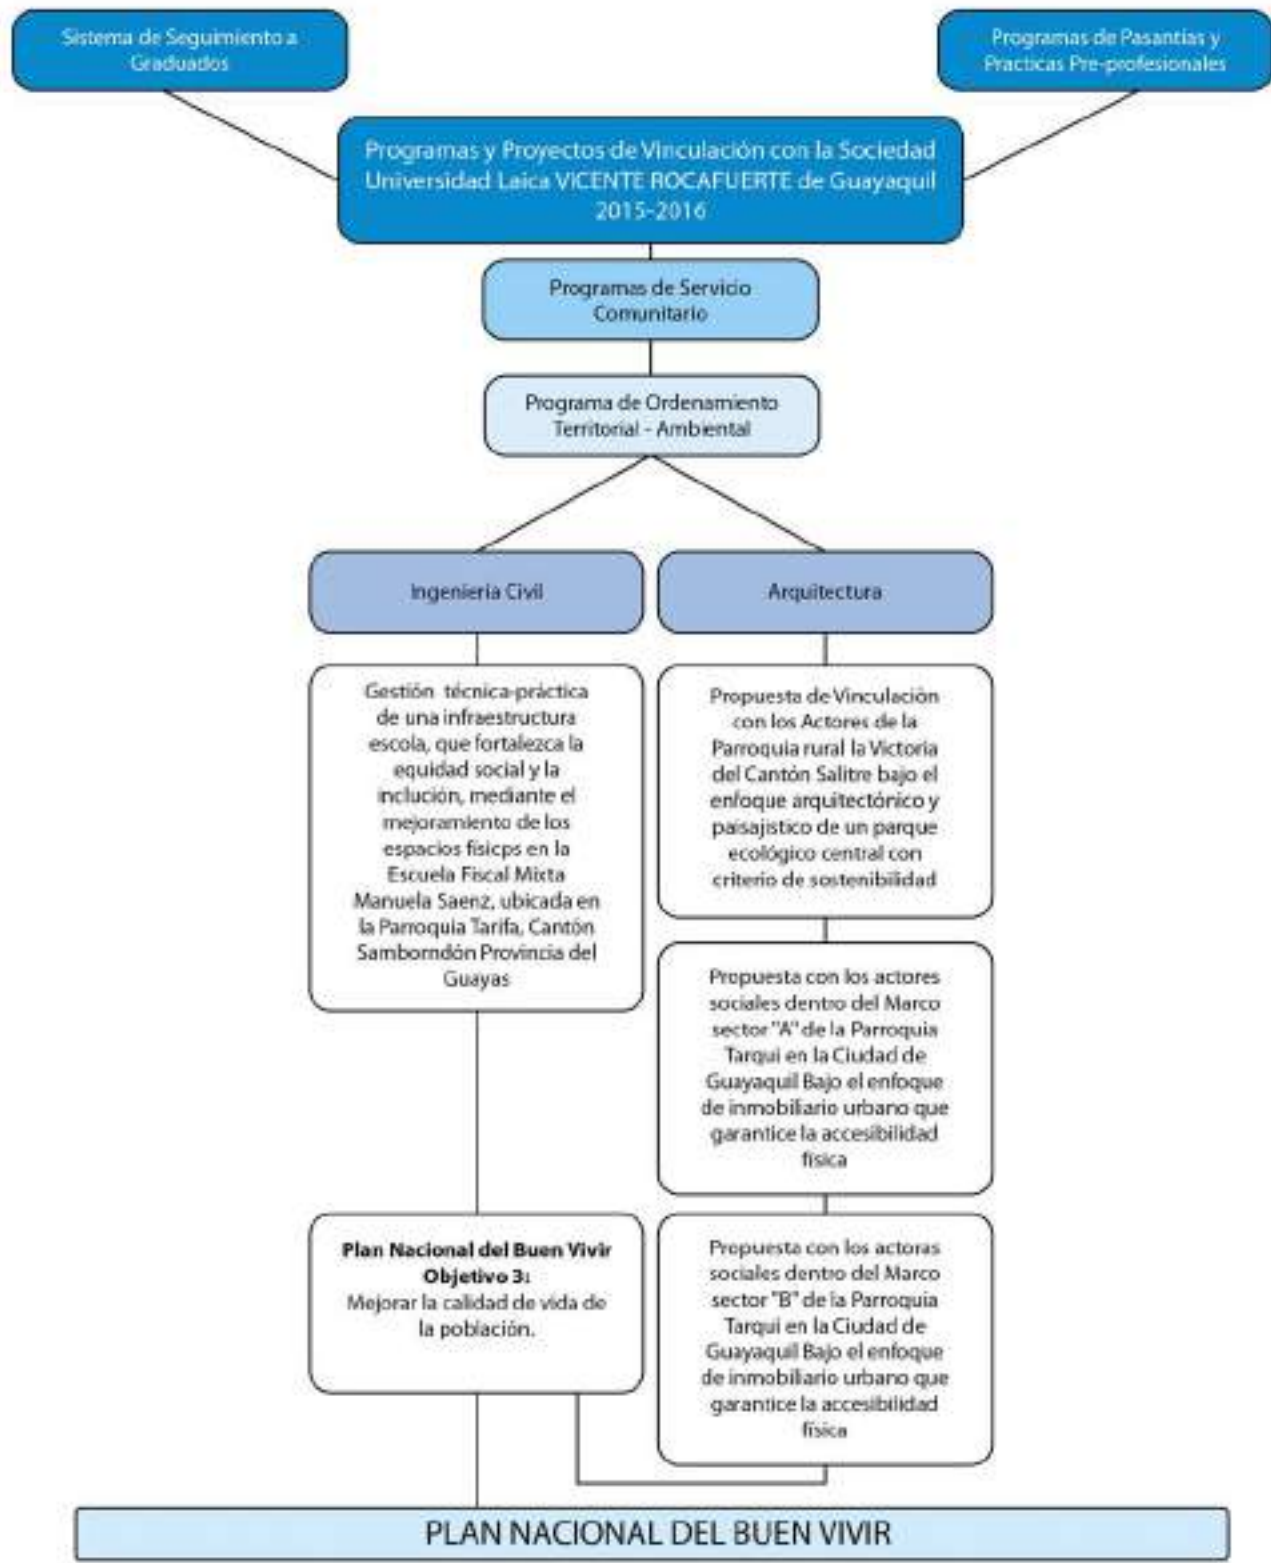 Sistema de Seguimiento a
Graduados
Programas de Pasantías y
Practicas Pre-profesionales
Programas y Proyectos de Vinculación con la Sociedad
Universidad Laica VICENTE ROCAFUERTE de Guayaquil
2015-2016
Programas de Servicio
Comunitario
Programa de Ordenamiento
Territorial - Ambiental
Ingeniería Civil
Arquitectura
Gestión técnica-práctica
de una infraestructura
escola, que fortalezca la
equidad social y la
inclución, mediante el
mejoramiento de los
espacios físicps en la
Escuela Fiscal Mixta
Manuela Saenz, ubicada en
la Parroquia Tarifa, Cantón
Samborndón Provincia del
Guayas
Propuesta de Vinculación
con los Actores de la
Parroquia rural la Victoria
del Cantón Salitre bajo el
enfoque arquitectónico y
paisajistico de un parque
ecológico central con
criterio de sostenibilidad
Propuesta con los actores
sociales dentro del Marco
sector "A" de la Parroquia
Tarqui en la Ciudad de
Guayaquil Bajo el enfoque
de inmobiliario urbano que
garantice la accesibilidad
física
Plan Nacional del Buen Vivir
Objetivo 3:
Mejorar la calidad de vida de
la población.
Propuesta con los actoras
sociales dentro del Marco
sector "B" de la Parroquia
Tarqui en la Ciudad de
Guayaquil Bajo el enfoque
de inmobiliario urbano que
garantice la accesibilidad
física
PLAN NACIONAL DEL BUEN VIVIR